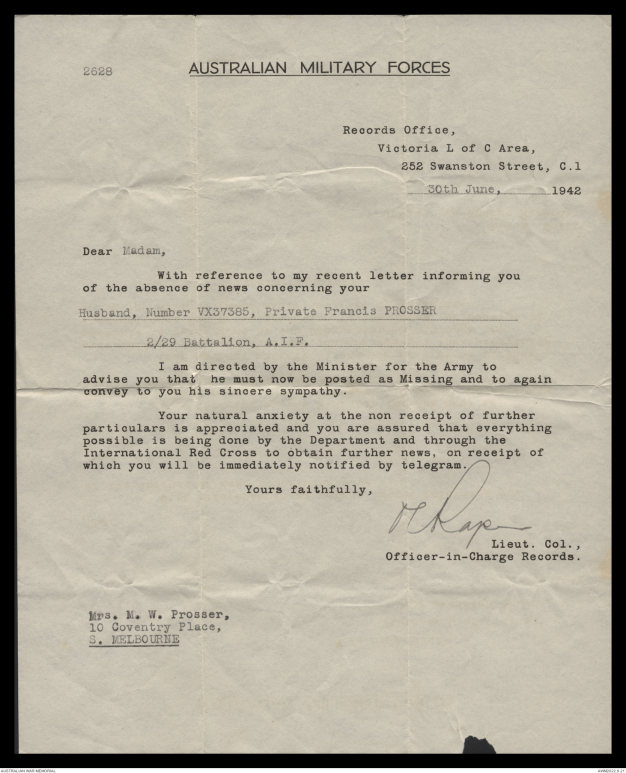 2628
AUSTRALIAN MILITARY FORCES
Records Office,
Victoria L of C Area,
252 Swanston Street, C.1
30th June, 1942
Dear Madam,
With reference to my recent letter informing you
of the absence of news concerning your
Husband, Number VX37385, Private Francis PROSSER
2/29 Battalion, A.I.F.
I am directed by the Minister for the Army to
advise you that he must now be posted as Missing and to again
convey to you his sincere sympathy.
Your natural anxiety at the non receipt of further
particulars is appreciated and you are assured that everything
possible is being done by the Department and through the
International Red Cross to obtain further news, on receipt of
which you will be immediately notified by telegram.
Yours faithfully,
Lieut. Col.,
Officer-in-Charge Records.
Mrs. M. W. Prosser,
10 Coventry Place,
S. MELBOURNE
AUSTRALIAN WAR MEMORIAL